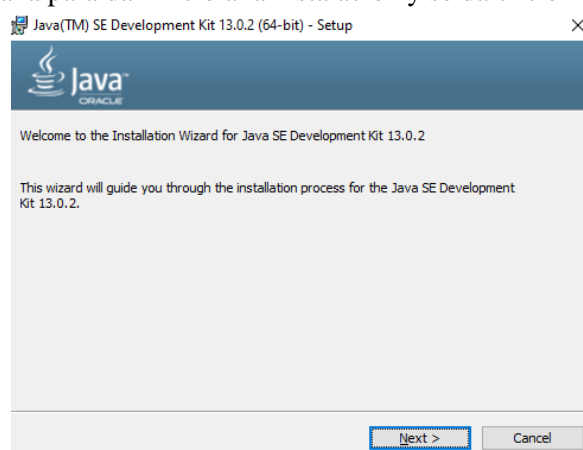 Java(TM) SE Development Kit 13.0.2 (64-bit) - Setup
Java™
ORACLE
Welcome to the Installation Wizard for Java SE Development Kit 13.0.2
This wizard will guide you through the installation process for the Java SE Development
Kit 13.0.2.
Next >
Cancel